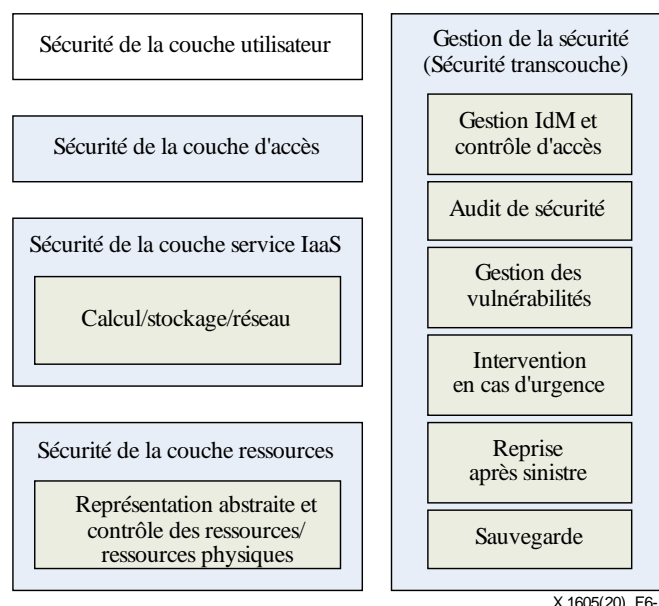 Sécurité de la couche utilisateur
Sécurité de la couche d'accès
Sécurité de la couche service IaaS
Calcul/stockage/réseau
Sécurité de la couche ressources
Représentation abstraite et
contrôle des ressources/
ressources physiques
Gestion de la sécurité
(Sécurité transcouche)
Gestion IdM et
contrôle d'accès
Audit de sécurité
Gestion des
vulnérabilités
Intervention
en cas d'urgence
Reprise
après sinistre
Sauvegarde
X.1605(20)_F6-1